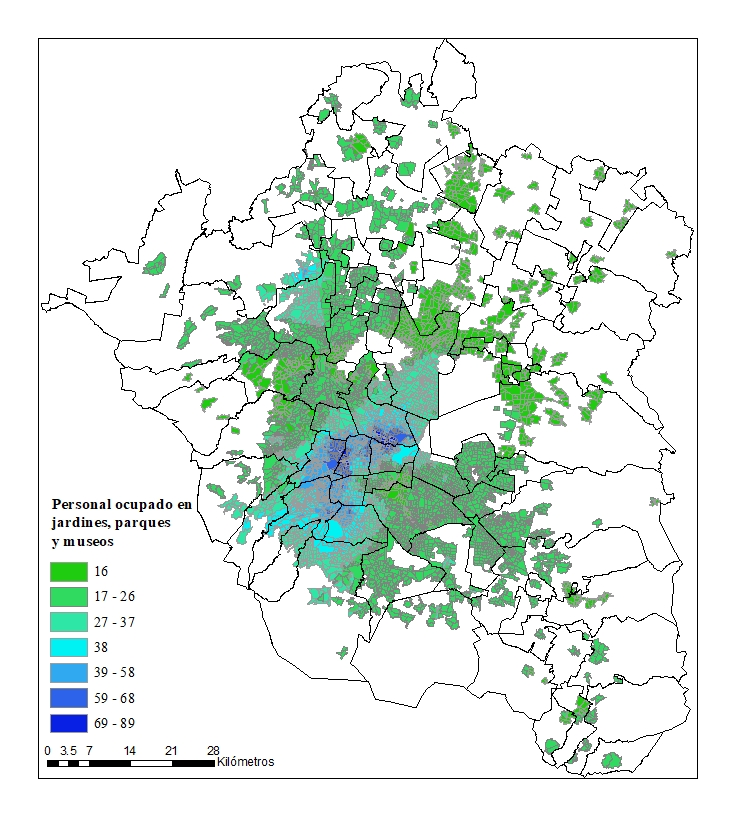 Personal ocupado en
jardines, parques
y museos
16
17 - 26
27 - 37
38
39 - 58
59 - 68
69 - 89
0 3.5 7 14 21 28
Kilómetros